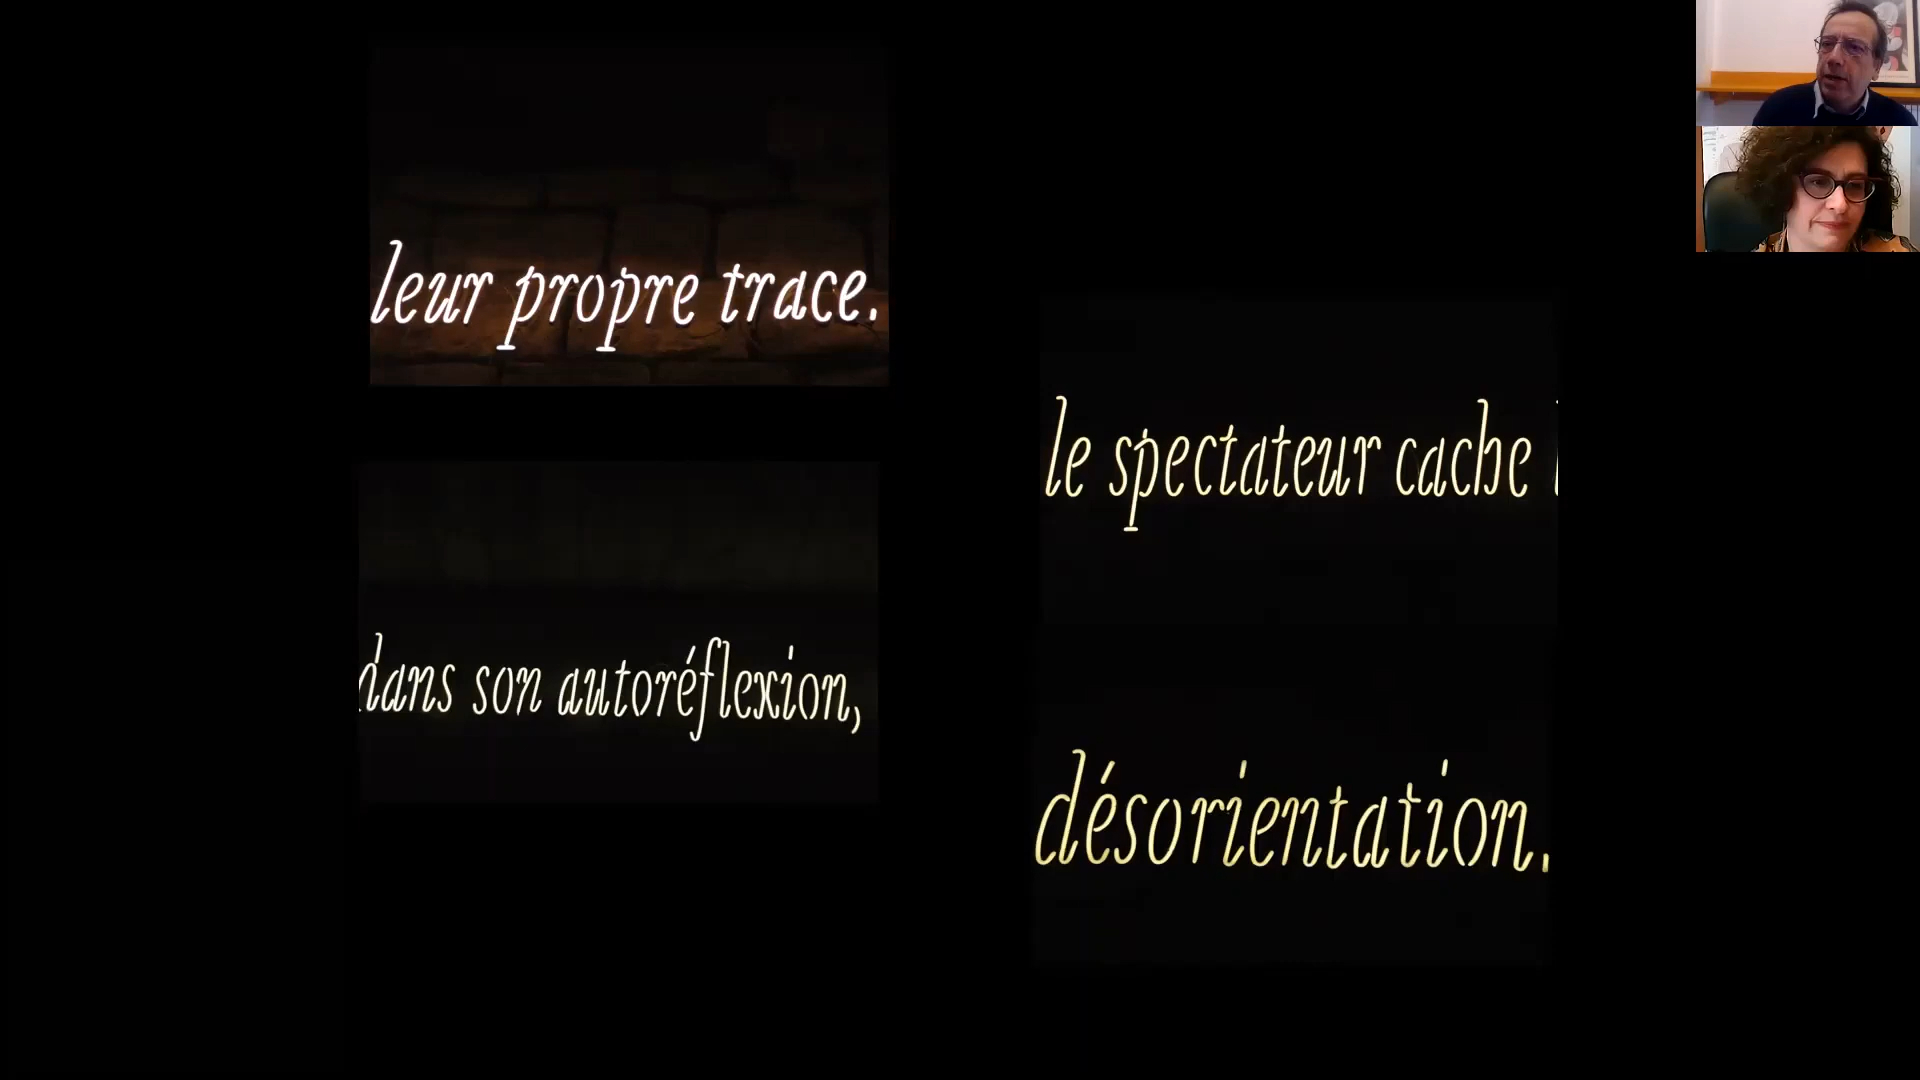 leur propre trace.
dans son autoréflexion,
le spectateur cache
désorientation.